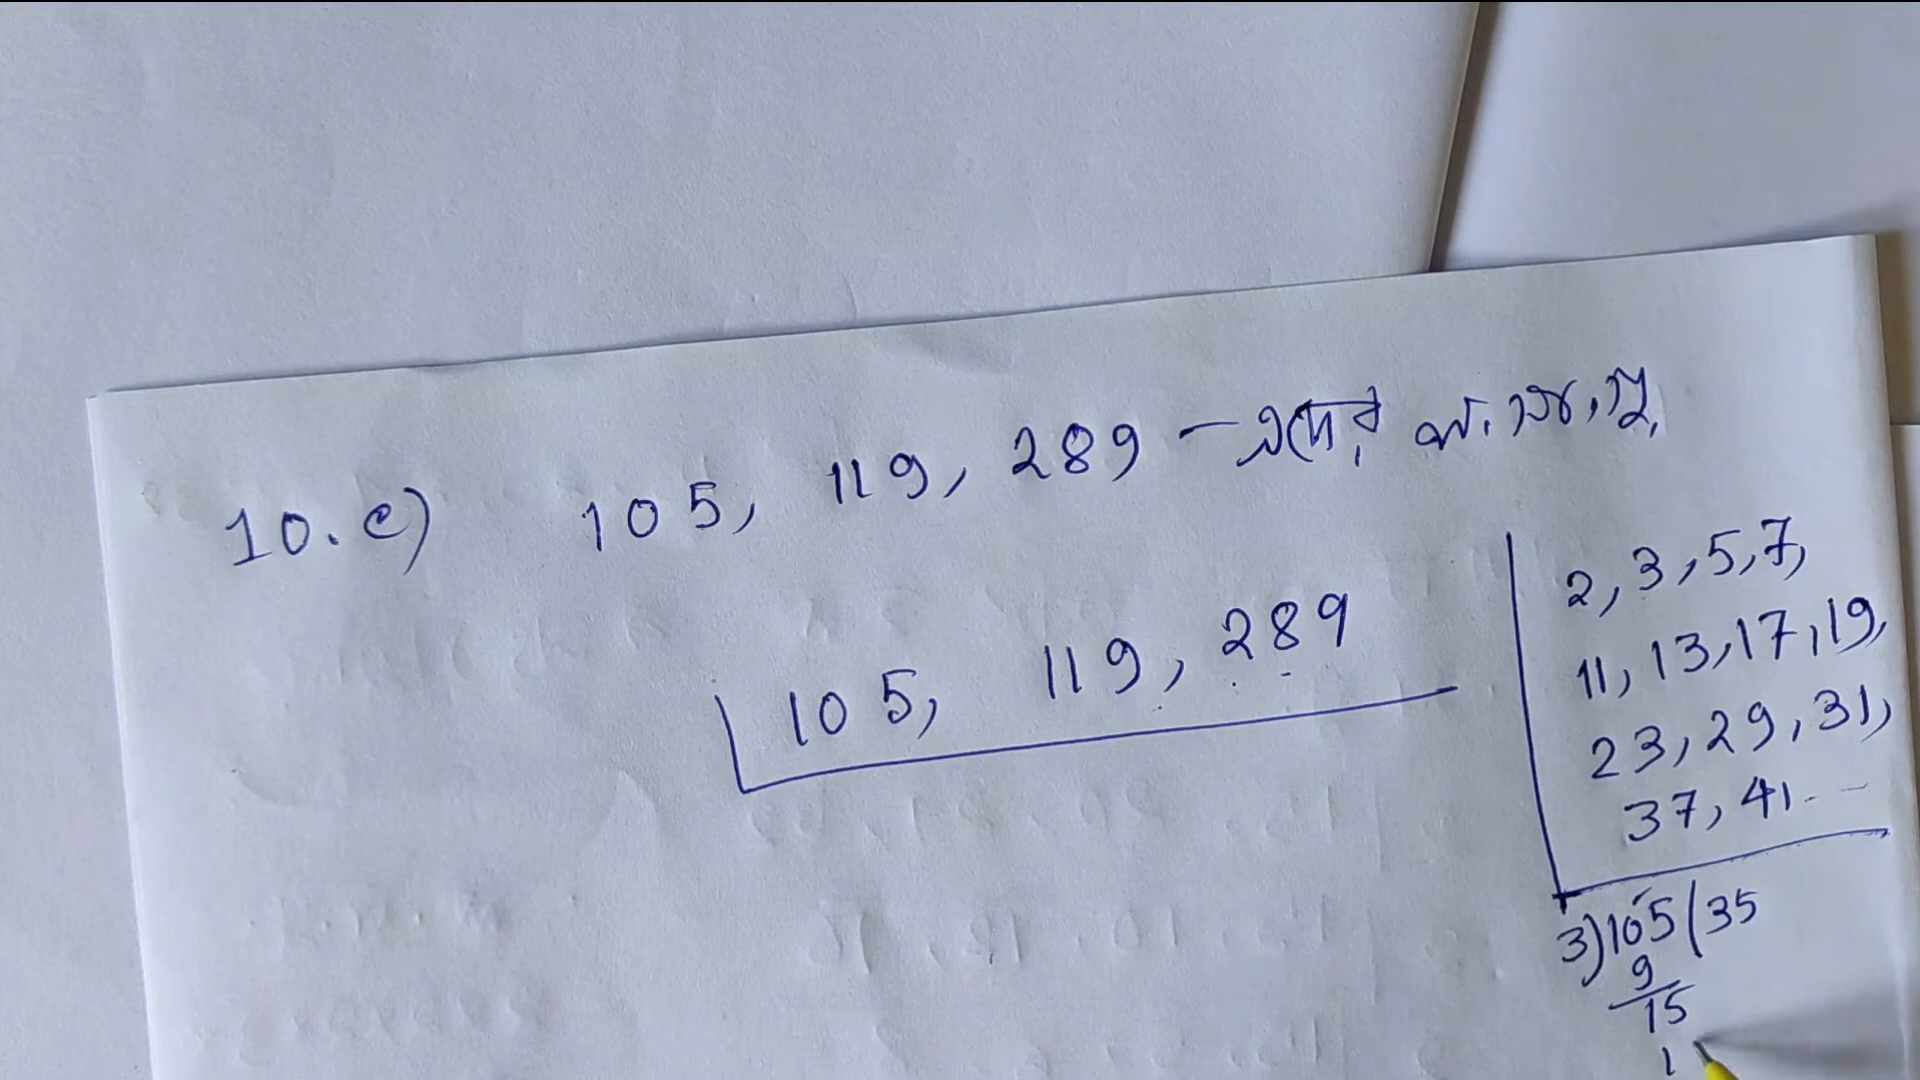 10. c) 105, 119, 289 – এদের ল. সা. গু.
105, 119, 289
2, 3, 5, 7,
11, 13, 17, 19,
23, 29, 31,
37, 41 - -
3)105(35
9
15
1